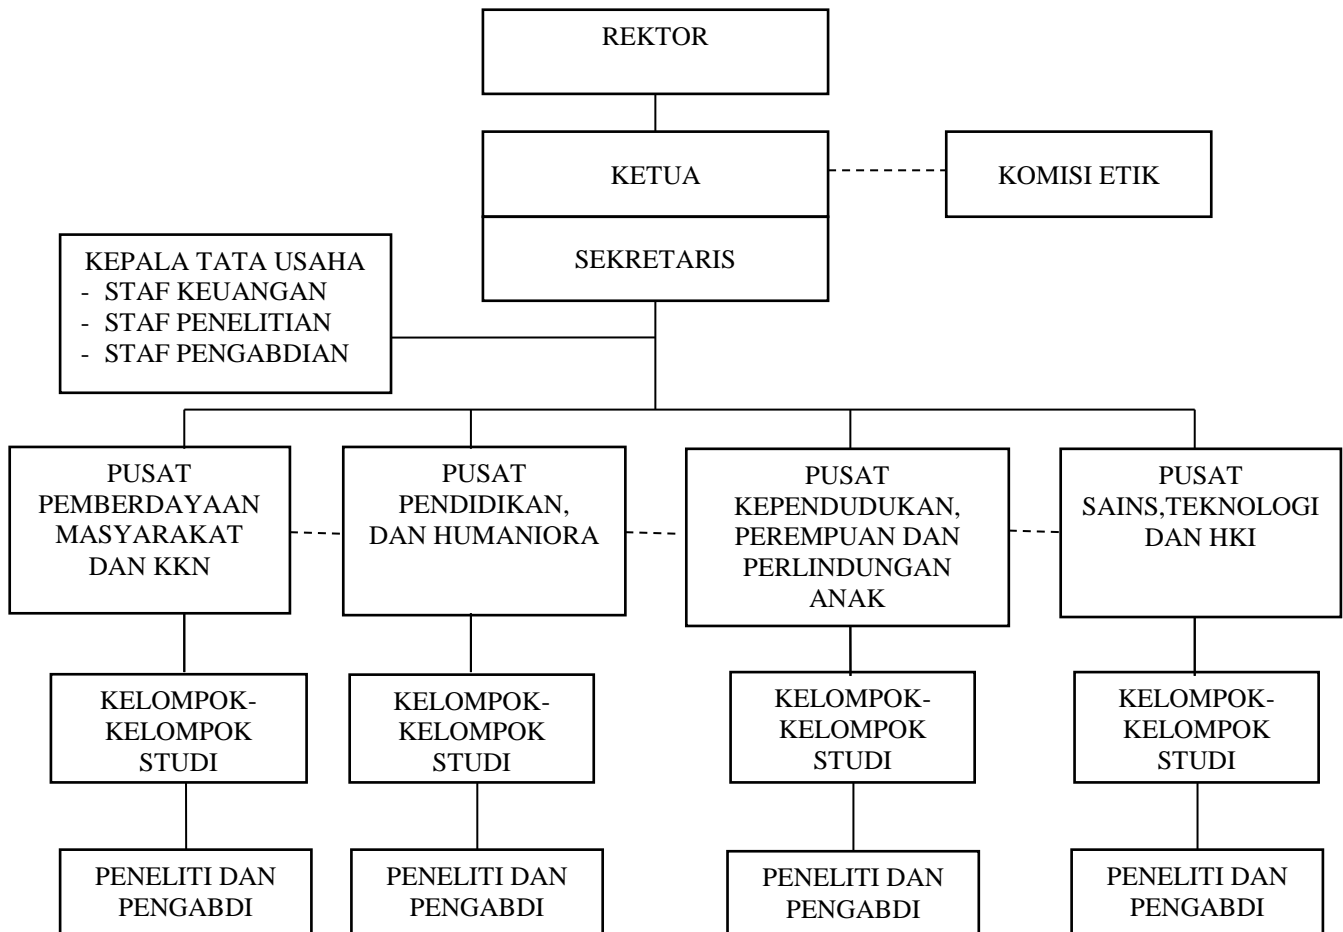 REKTOR
KETUA
KOMISI ETIK
SEKRETARIS
KEPALA TATA USAHA
- STAF KEUANGAN
- STAF PENELITIAN
- STAF PENGABDIAN
PUSAT
PEMBERDAYAAN
MASYARAKAT
DAN KKN
PUSAT
PENDIDIKAN,
DAN HUMANIORA
PUSAT
KEPENDUDUKAN,
PEREMPUAN DAN
PERLINDUNGAN
ANAK
PUSAT
SAINS,TEKNOLOGI
DAN HKI
KELOMPOK-
KELOMPOK
STUDI
KELOMPOK-
KELOMPOK
STUDI
KELOMPOK-
KELOMPOK
STUDI
KELOMPOK-
KELOMPOK
STUDI
PENELITI DAN
PENGABDI
PENELITI DAN
PENGABDI
PENELITI DAN
PENGABDI
PENELITI DAN
PENGABDI